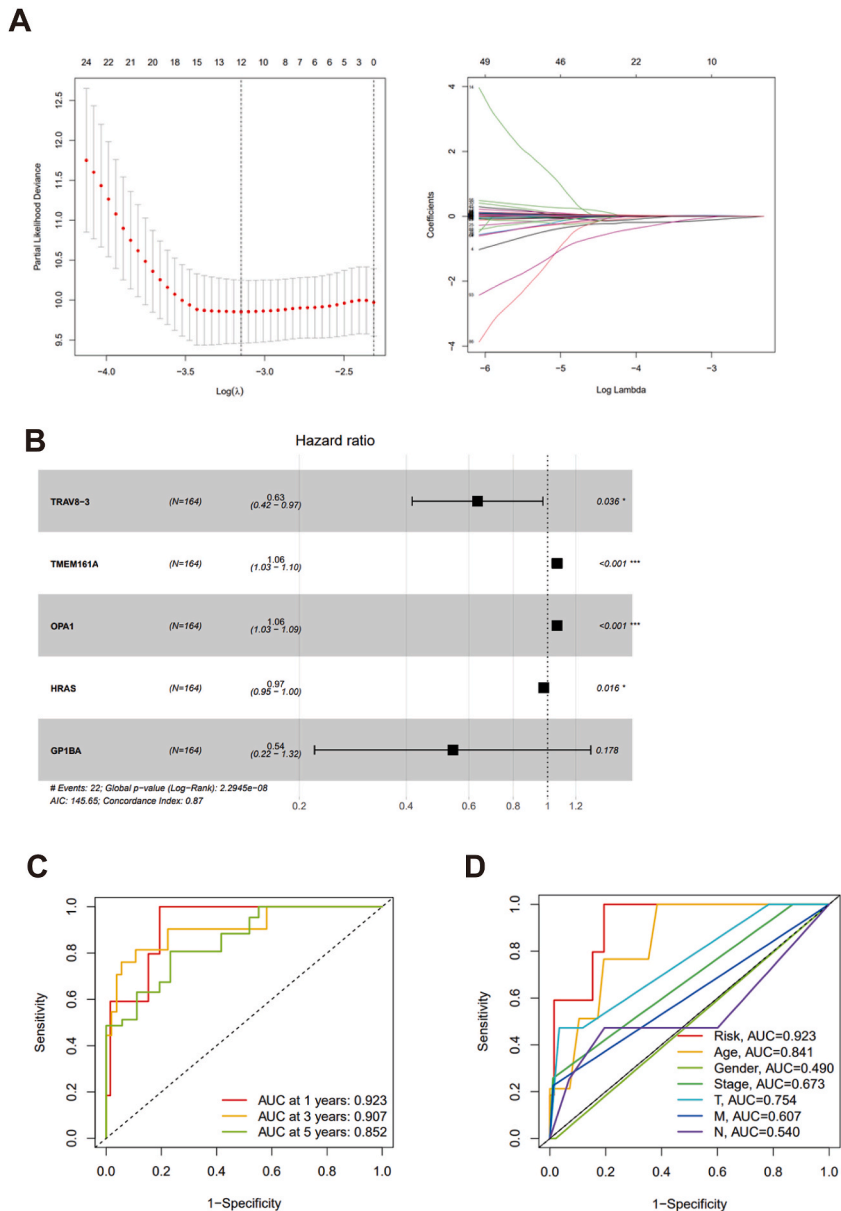 A
24 22 21 20 18 15 13 12 10 8 7 6 6 5 3 0
12.5
12.0
11.5
11.0
10.5
10.0
9.5
Partial Likelihood Deviance
−4.0 −3.5 −3.0 −2.5
Log(λ)
49 46 22 10
4
2
0
−2
−4
Coefficients
−6 −5 −4 −3
Log Lambda
B
Hazard ratio
TRAV8−3 (N=164) 0.63 0.036 *
(0.42 − 0.97)
TMEM161A (N=164) 1.06 <0.001 ***
(1.03 − 1.10)
OPA1 (N=164) 1.06 <0.001 ***
(1.03 − 1.09)
HRAS (N=164) 0.97 0.016 *
(0.95 − 1.00)
GP1BA (N=164) 0.54 0.178
(0.22 − 1.32)
# Events: 22; Global p−value (Log−Rank): 2.2945e−08
AIC: 145.65; Concordance Index: 0.87
0.2 0.4 0.6 0.8 1 1.2
C
1.0
0.8
0.6
0.4
0.2
0.0
Sensitivity
AUC at 1 years: 0.923
AUC at 3 years: 0.907
AUC at 5 years: 0.852
0.0 0.2 0.4 0.6 0.8 1.0
1−Specificity
D
1.0
0.8
0.6
0.4
0.2
0.0
Sensitivity
Risk, AUC=0.923
Age, AUC=0.841
Gender, AUC=0.490
Stage, AUC=0.673
T, AUC=0.754
M, AUC=0.607
N, AUC=0.540
0.0 0.2 0.4 0.6 0.8 1.0
1−Specificity